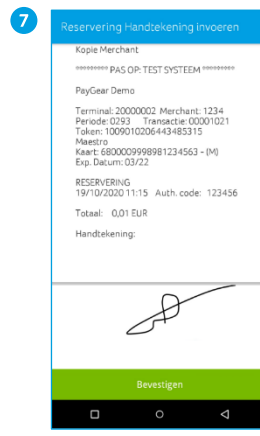 7
Reservering Handtekening invoeren
Kopie Merchant
********* PAS OP: TEST SYSTEEM *********
PayGear Demo
Terminal: 20000002 Merchant: 1234
Periode: 0293 Transactie: 00001021
Token: 1009010206443485315
Maestro
Kaart: 6800009998981234563 - (M)
Exp. Datum: 03/22
RESERVERING
19/10/2020 11:15 Auth. code: 123456
Totaal: 0,01 EUR
Handtekening:
Bevestigen